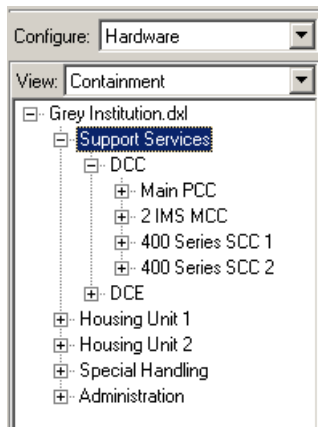 Configure: Hardware
View: Containment
Grey Institution.dxl
Support Services
DCC
Main PCC
2 IMS MCC
400 Series SCC 1
400 Series SCC 2
DCE
Housing Unit 1
Housing Unit 2
Special Handling
Administration